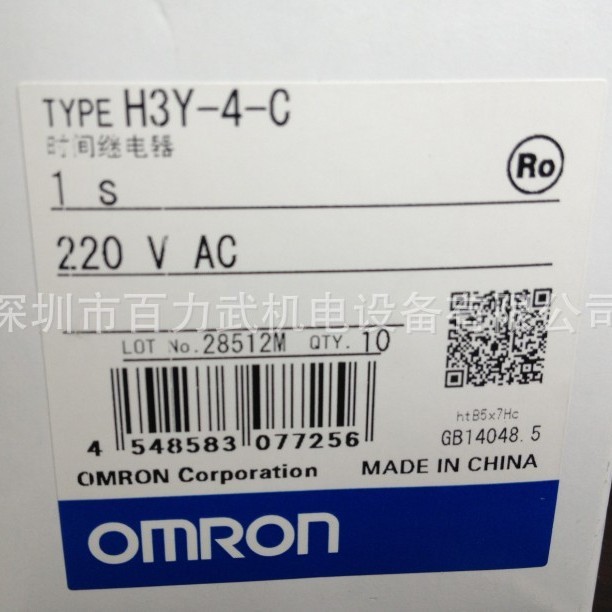 TYPE H3Y-4-C
时间继电器
Ro
1 s
220 V AC
深圳市百力武机电设备有限公司
LOT No. 28512M QTY. 10
4 548583 077256
htB5x7Hc
GB14048.5
OMRON Corporation MADE IN CHINA
OMRON